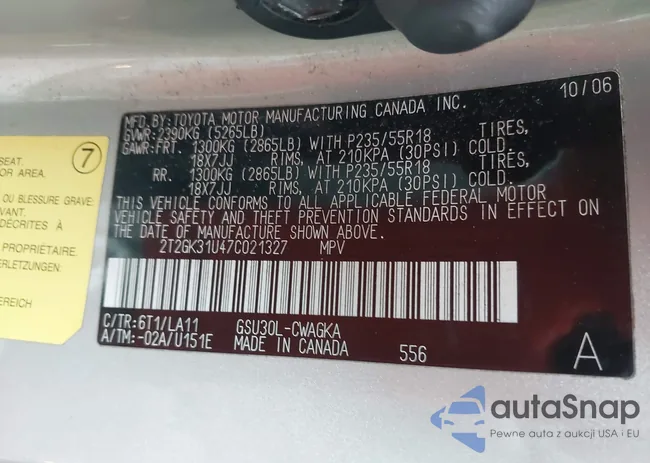 MFD.BY:TOYOTA MOTOR MANUFACTURING CANADA INC. 10/06
GVWR:2390KG (5265LB)
GAWR:FRT. 1300KG (2865LB) WITH P235/55R18 TIRES,
18X7JJ RIMS, AT 210KPA (30PSI) COLD.
RR. 1300KG (2865LB) WITH P235/55R18 TIRES,
18X7JJ RIMS, AT 210KPA (30PSI) COLD.
THIS VEHICLE CONFORMS TO ALL APPLICABLE FEDERAL MOTOR
VEHICLE SAFETY AND THEFT PREVENTION STANDARDS IN EFFECT ON
THE DATE OF MANUFACTURE SHOWN ABOVE.
2T2GK31U47C021327 MPV
C/TR:6T1/LA11 GSU30L-CWAGKA
A/TM:-02A/U151E MADE IN CANADA 556 A
7
SEAT.
OR AREA.
OU BLESSURE GRAVE:
AVANT.
DÉCRITES À
PROPRIÉTAIRE.
ERLETZUNGEN:
EREICH
autaSnap
Pewne auta z aukcji USA i EU